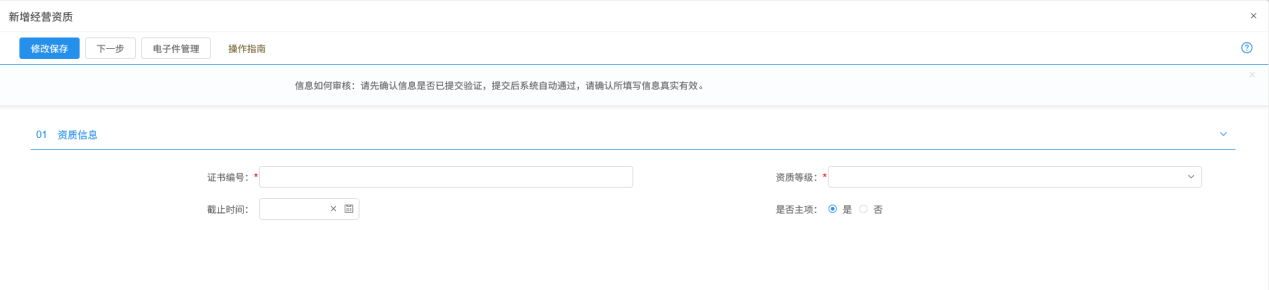 新增经营资质
修改保存 下一步 电子件管理 操作指南
信息如何审核：请先确认信息是否已提交验证，提交后系统自动通过，请确认所填写信息真实有效。
01 资质信息
证书编号：* 资质等级：*
截止时间： 是否主项： 是 否